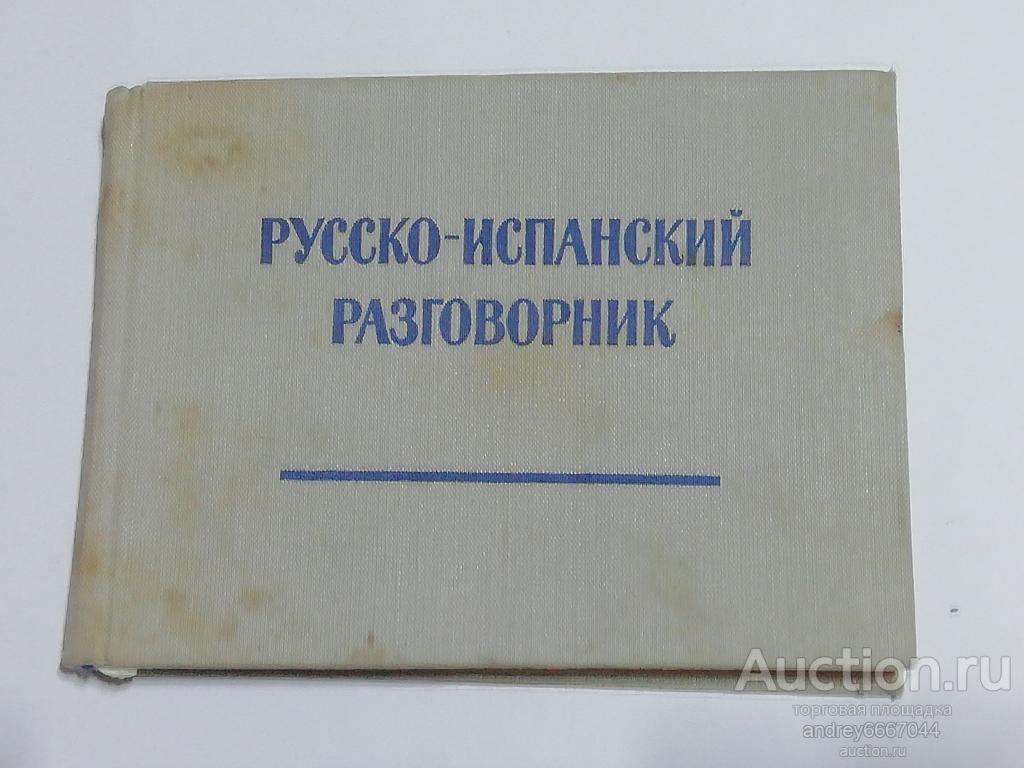 РУССКО-ИСПАНСКИЙ
РАЗГОВОРНИК
Auction.ru
торговая площадка
andrey6667044
auction.ru